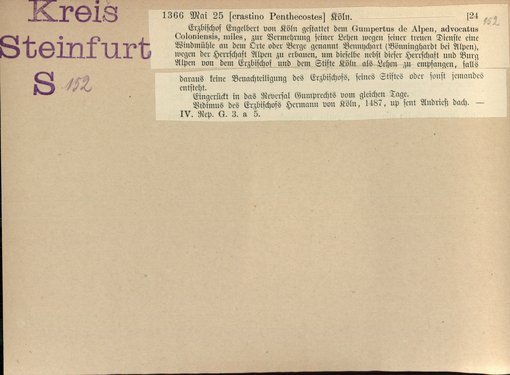 Kreis
Steinfurt
S 152
1366 Mai 25 [crastino Penthecostes] Köln. [24
152
Erzbischof Engelbert von Köln gestattet dem Gumpertus de Alpen, advocatus
Coloniensis, miles, zur Vermehrung seiner Lehen wegen seiner treuen Dienste eine
Windmühle an dem Orte oder Berge genannt Bennychart (Bönninghardt bei Alpen),
wegen der Herrschaft Alpen zu erbauen, um dieselbe nebst dieser Herrschaft und Burg
Alpen von dem Erzbischof und dem Stifte Köln als Lehen zu empfangen, falls
daraus keine Benachteiligung des Erzbischofs, seines Stiftes oder sonst jemandes
entsteht.
Eingerückt in das Reversal Gumprechts vom gleichen Tage.
Vidimus des Erzbischofs Hermann von Köln, 1487, up sent Andrieß dach. —
IV. Rep. G. 3. a 5.